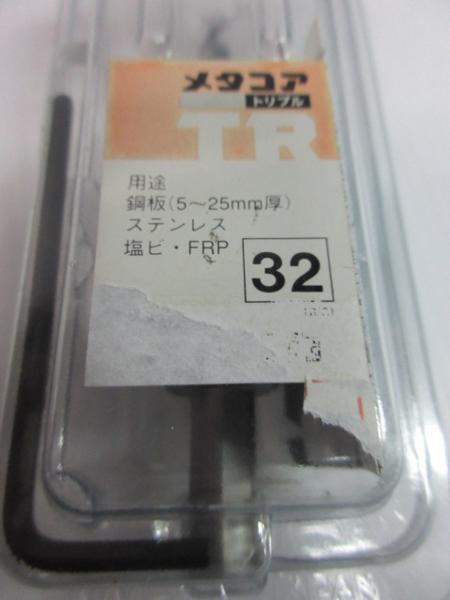 メタコア
トリプル
TR
用途
鋼板(5～25mm厚)
ステンレス
塩ビ・FRP
32